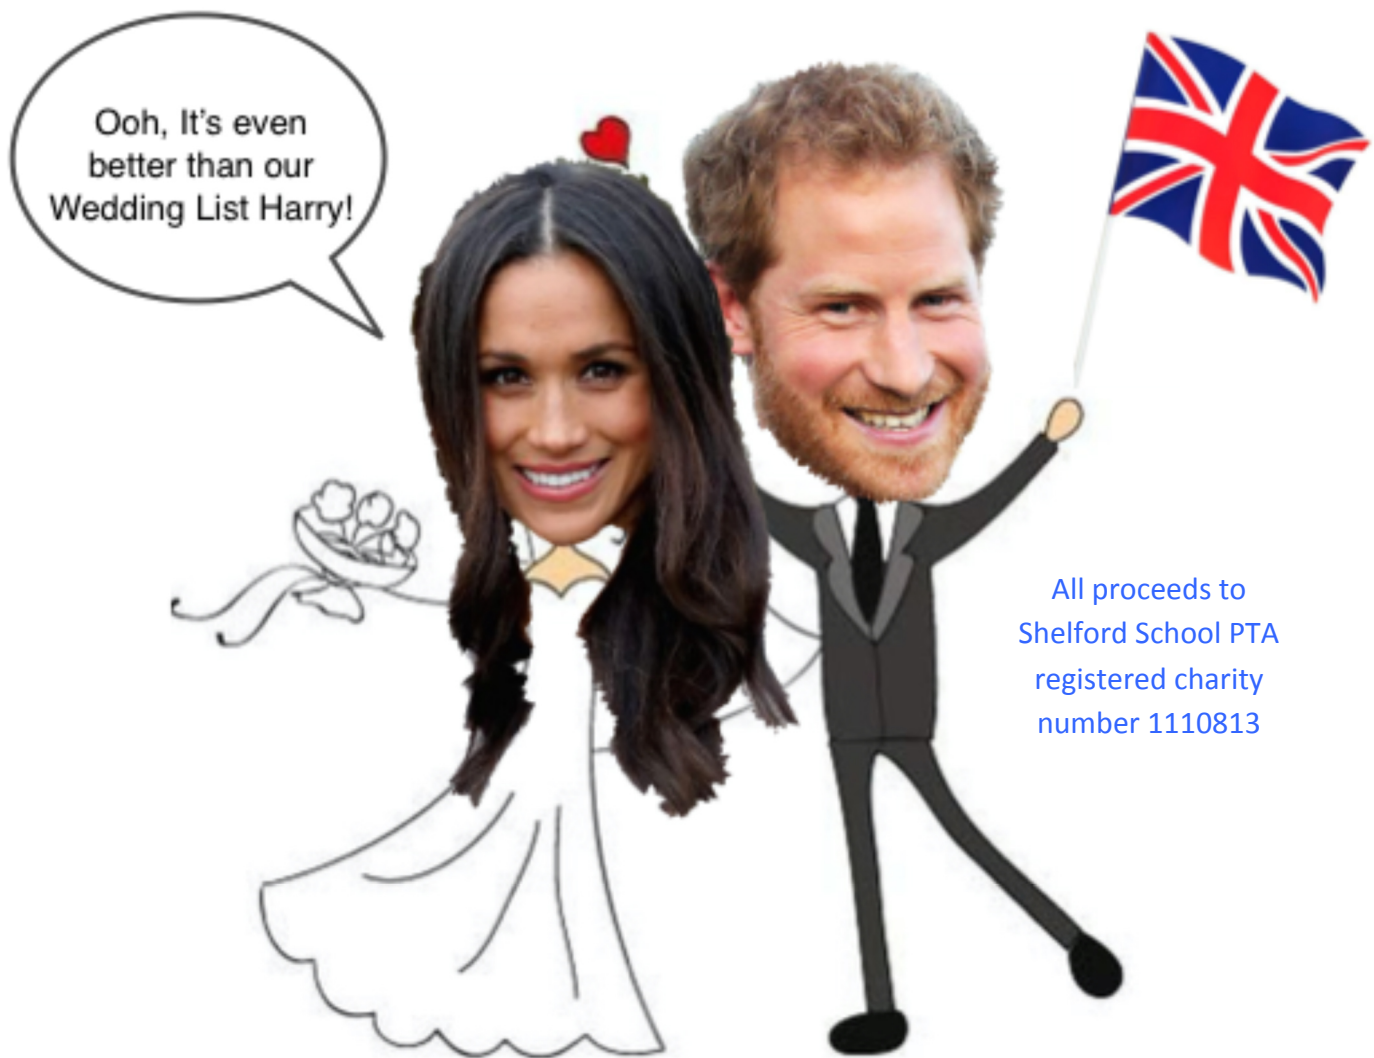 Ooh, It's even
better than our
Wedding List Harry!
All proceeds to
Shelford School PTA
registered charity
number 1110813